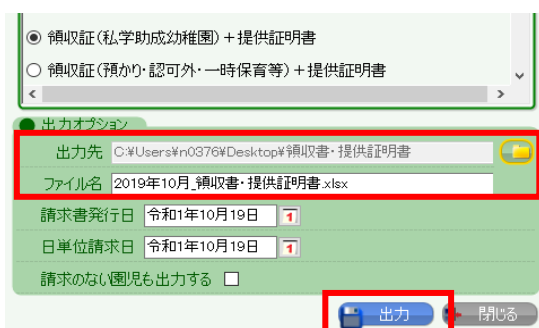 領収証(私学助成幼稚園)+提供証明書
領収証(預かり・認可外・一時保育等)+提供証明書
出力オプション
出力先 C:¥Users¥n0376¥Desktop¥領収書・提供証明書
ファイル名 2019年10月_領収書・提供証明書.xlsx
請求書発行日 令和1年10月19日
日単位請求日 令和1年10月19日
請求のない園児も出力する
出力 閉じる